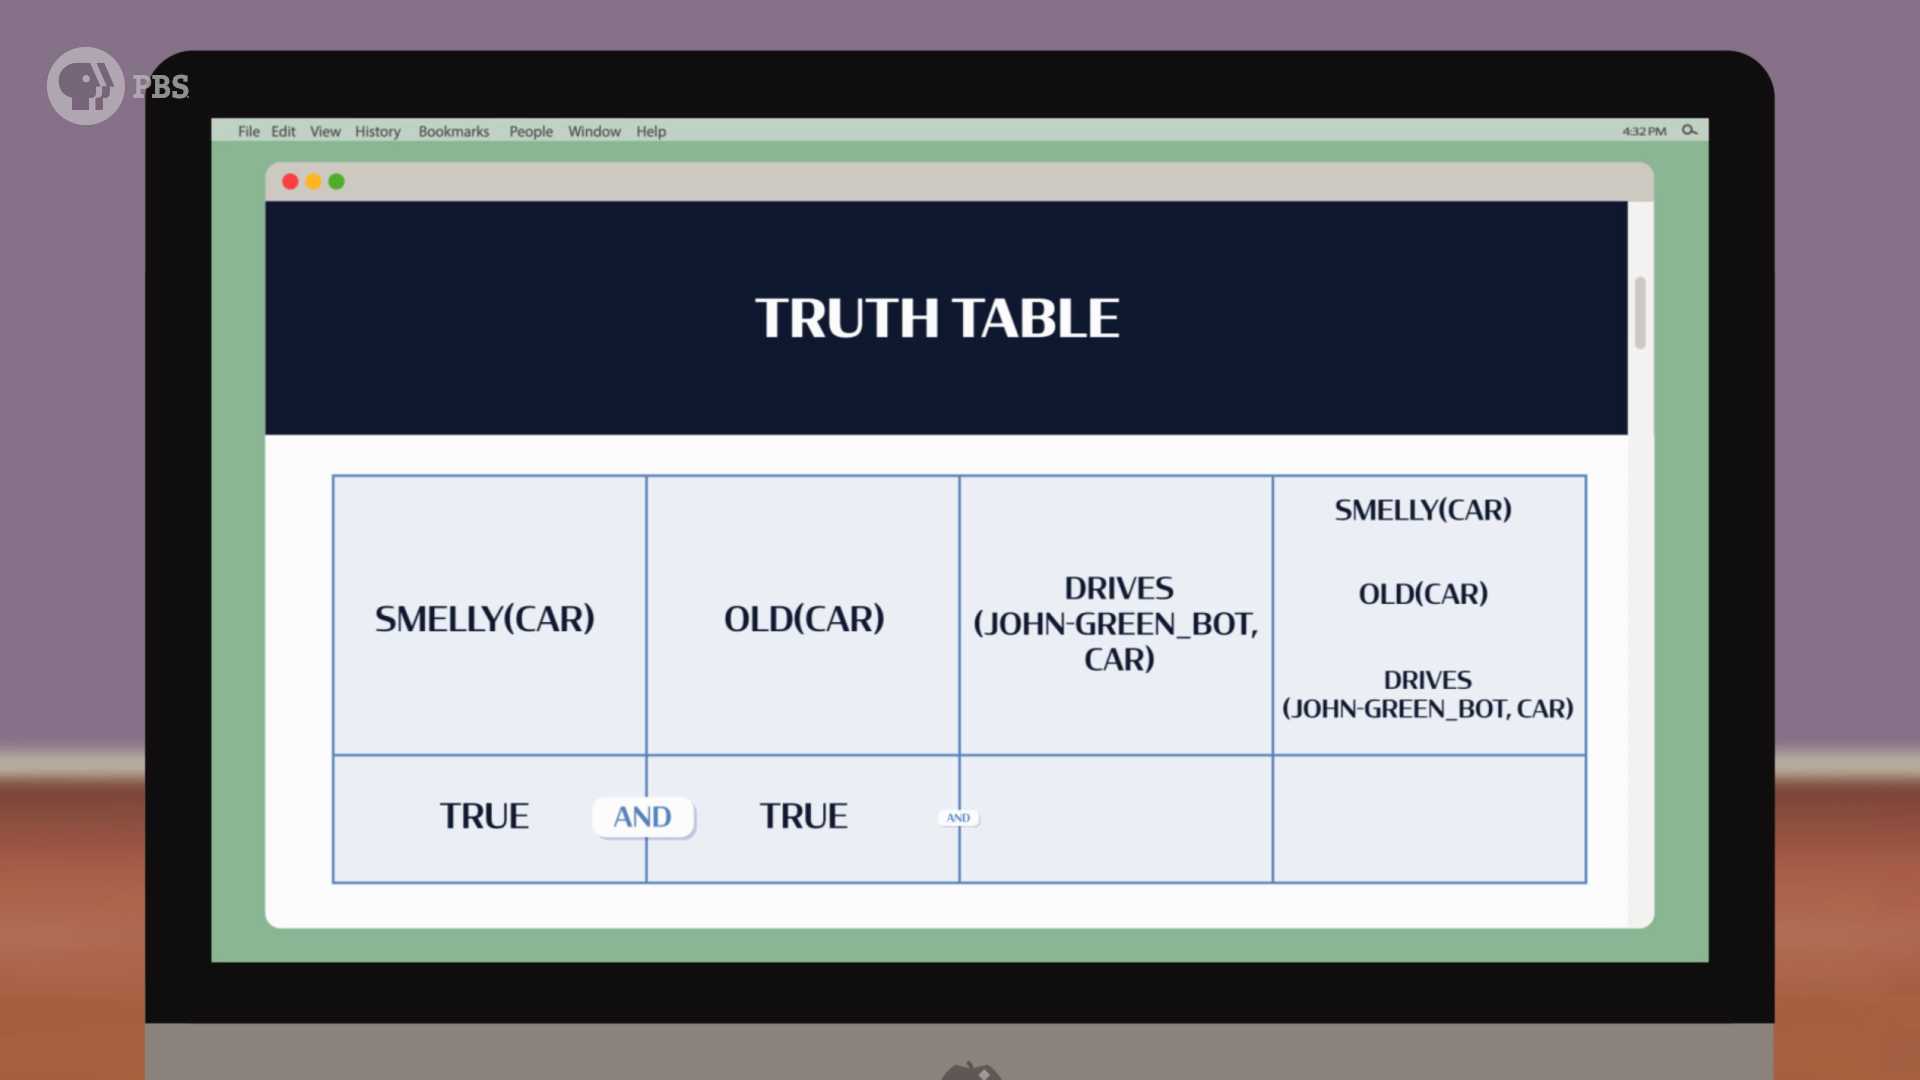 PBS
File Edit View History Bookmarks People Window Help
4:32 PM
TRUTH TABLE
SMELLY(CAR)
OLD(CAR)
DRIVES
(JOHN-GREEN_BOT,
CAR)
SMELLY(CAR)
OLD(CAR)
DRIVES
(JOHN-GREEN_BOT, CAR)
TRUE AND TRUE AND